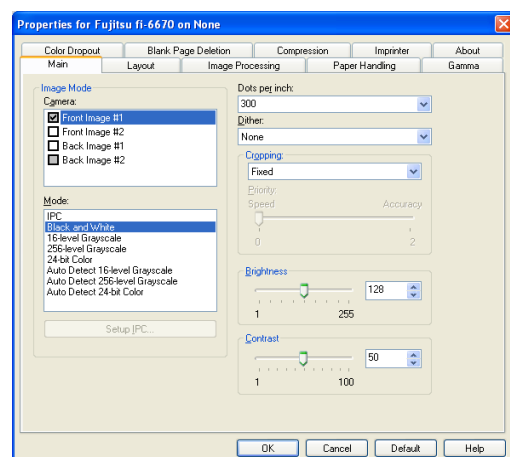 Properties for Fujitsu fi-6670 on None
Color Dropout Blank Page Deletion Compression Imprinter About
Main Layout Image Processing Paper Handling Gamma
Image Mode
Camera:
Front Image #1
Front Image #2
Back Image #1
Back Image #2
Mode:
IPC
Black and White
16-level Grayscale
256-level Grayscale
24-bit Color
Auto Detect 16-level Grayscale
Auto Detect 256-level Grayscale
Auto Detect 24-bit Color
Setup IPC...
Dots per inch:
300
Dither:
None
Cropping:
Fixed
Priority:
Speed Accuracy
0 2
Brightness
128
1 255
Contrast
50
1 100
OK Cancel Default Help